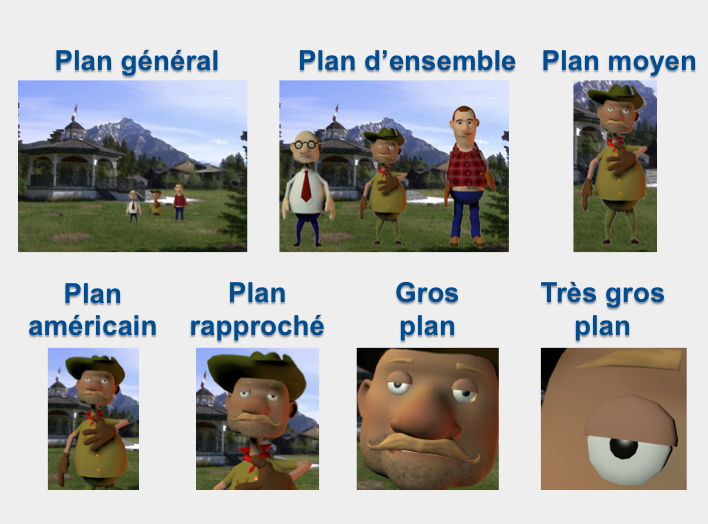 Plan général
Plan d’ensemble
Plan moyen
Plan
américain
Plan
rapproché
Gros
plan
Très gros
plan